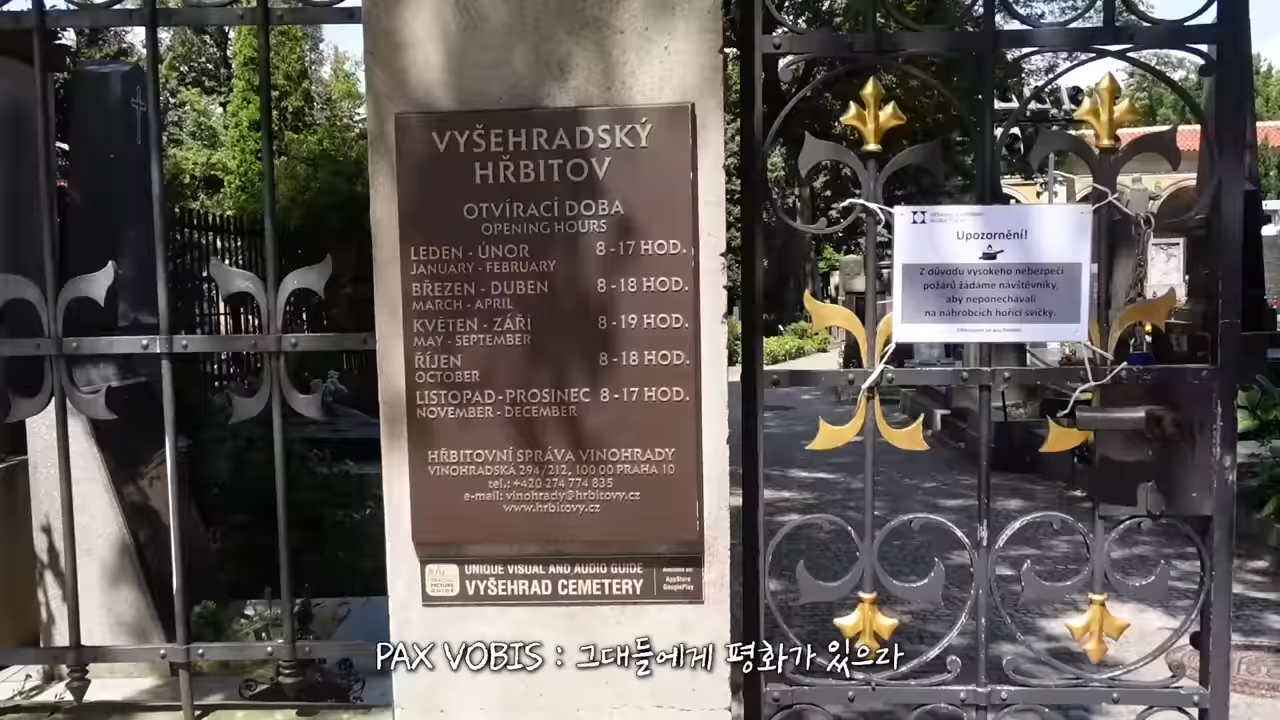 VYŠEHRADSKÝ
HŘBITOV
OTVÍRACÍ DOBA
OPENING HOURS
LEDEN - ÚNOR 8 - 17 HOD.
JANUARY - FEBRUARY
BŘEZEN - DUBEN 8 - 18 HOD.
MARCH - APRIL
KVĚTEN - ZÁŘÍ 8 - 19 HOD.
MAY - SEPTEMBER
ŘÍJEN 8 - 18 HOD.
OCTOBER
LISTOPAD - PROSINEC 8 - 17 HOD.
NOVEMBER - DECEMBER
HŘBITOVNÍ SPRÁVA VINOHRADY
VINOHRADSKÁ 294/212, 100 00 PRAHA 10
tel.: +420 274 774 835
e-mail: vinohrady@hrbitovy.cz
www.hrbitovy.cz
UNIQUE VISUAL AND AUDIO GUIDE
VYŠEHRAD CEMETERY
AppStore
GooglePlay
Upozornění!
Z důvodu vysokého nebezpečí
požárů žádáme návštěvníky,
aby neponechávali
na náhrobcích hořící svíčky.
PAX VOBIS : 그대들에게 평화가 있으라